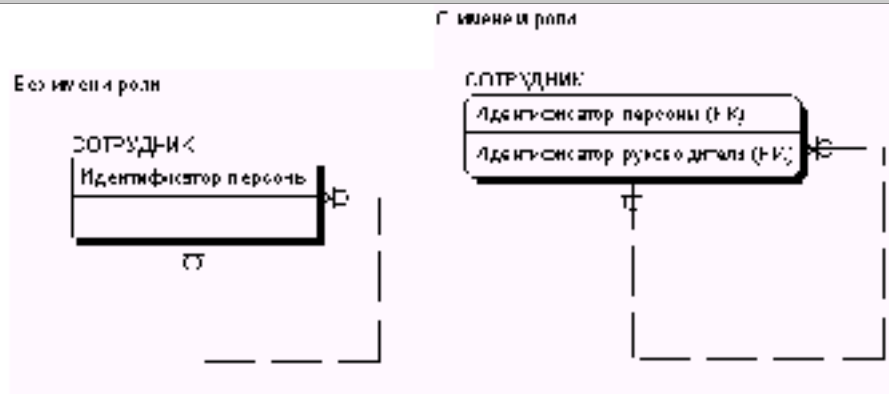 Без имени роли
СОТРУДНИК
Идентификатор персоны
С именем роли
СОТРУДНИК
Идентификатор персоны (FK)
Идентификатор руководителя (FK)